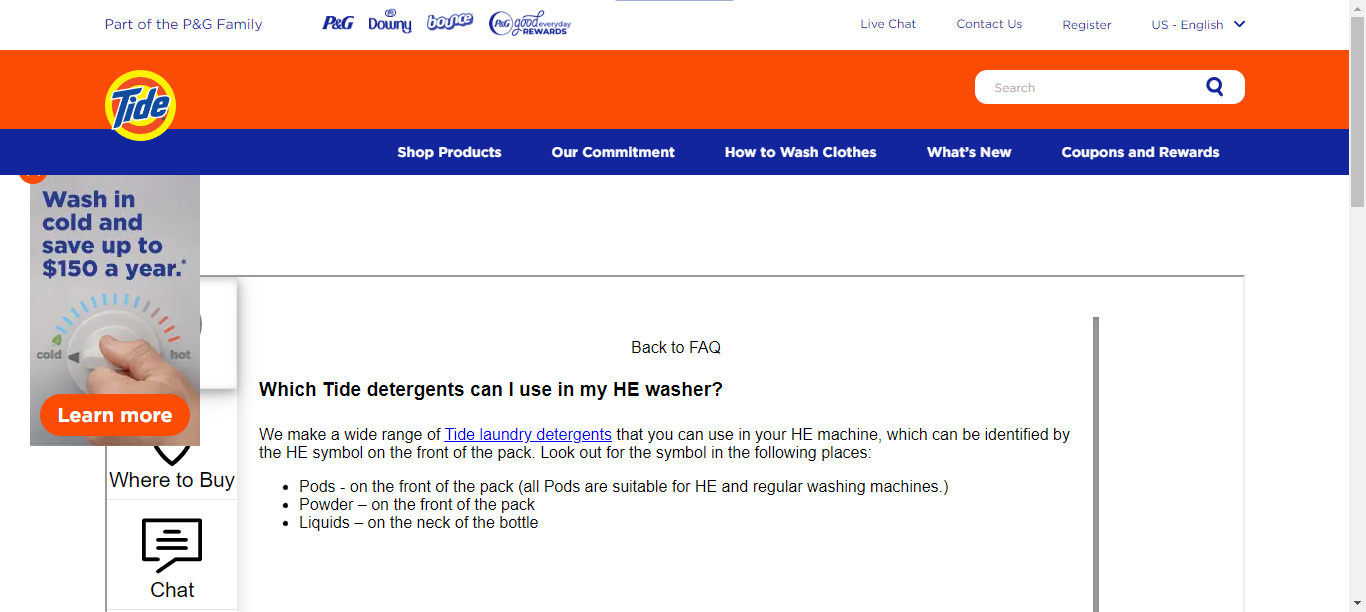 Part of the P&G Family
P&G
Downy
bounce
P&G good everyday
REWARDS
Live Chat
Contact Us
Register
US - English
Tide
Search
Shop Products
Our Commitment
How to Wash Clothes
What's New
Coupons and Rewards
Wash in
cold and
save up to
$150 a year.*
cold
hot
Learn more
Where to Buy
Chat
Back to FAQ
Which Tide detergents can I use in my HE washer?
We make a wide range of Tide laundry detergents that you can use in your HE machine, which can be identified by
the HE symbol on the front of the pack. Look out for the symbol in the following places:
• Pods - on the front of the pack (all Pods are suitable for HE and regular washing machines.)
• Powder – on the front of the pack
• Liquids – on the neck of the bottle